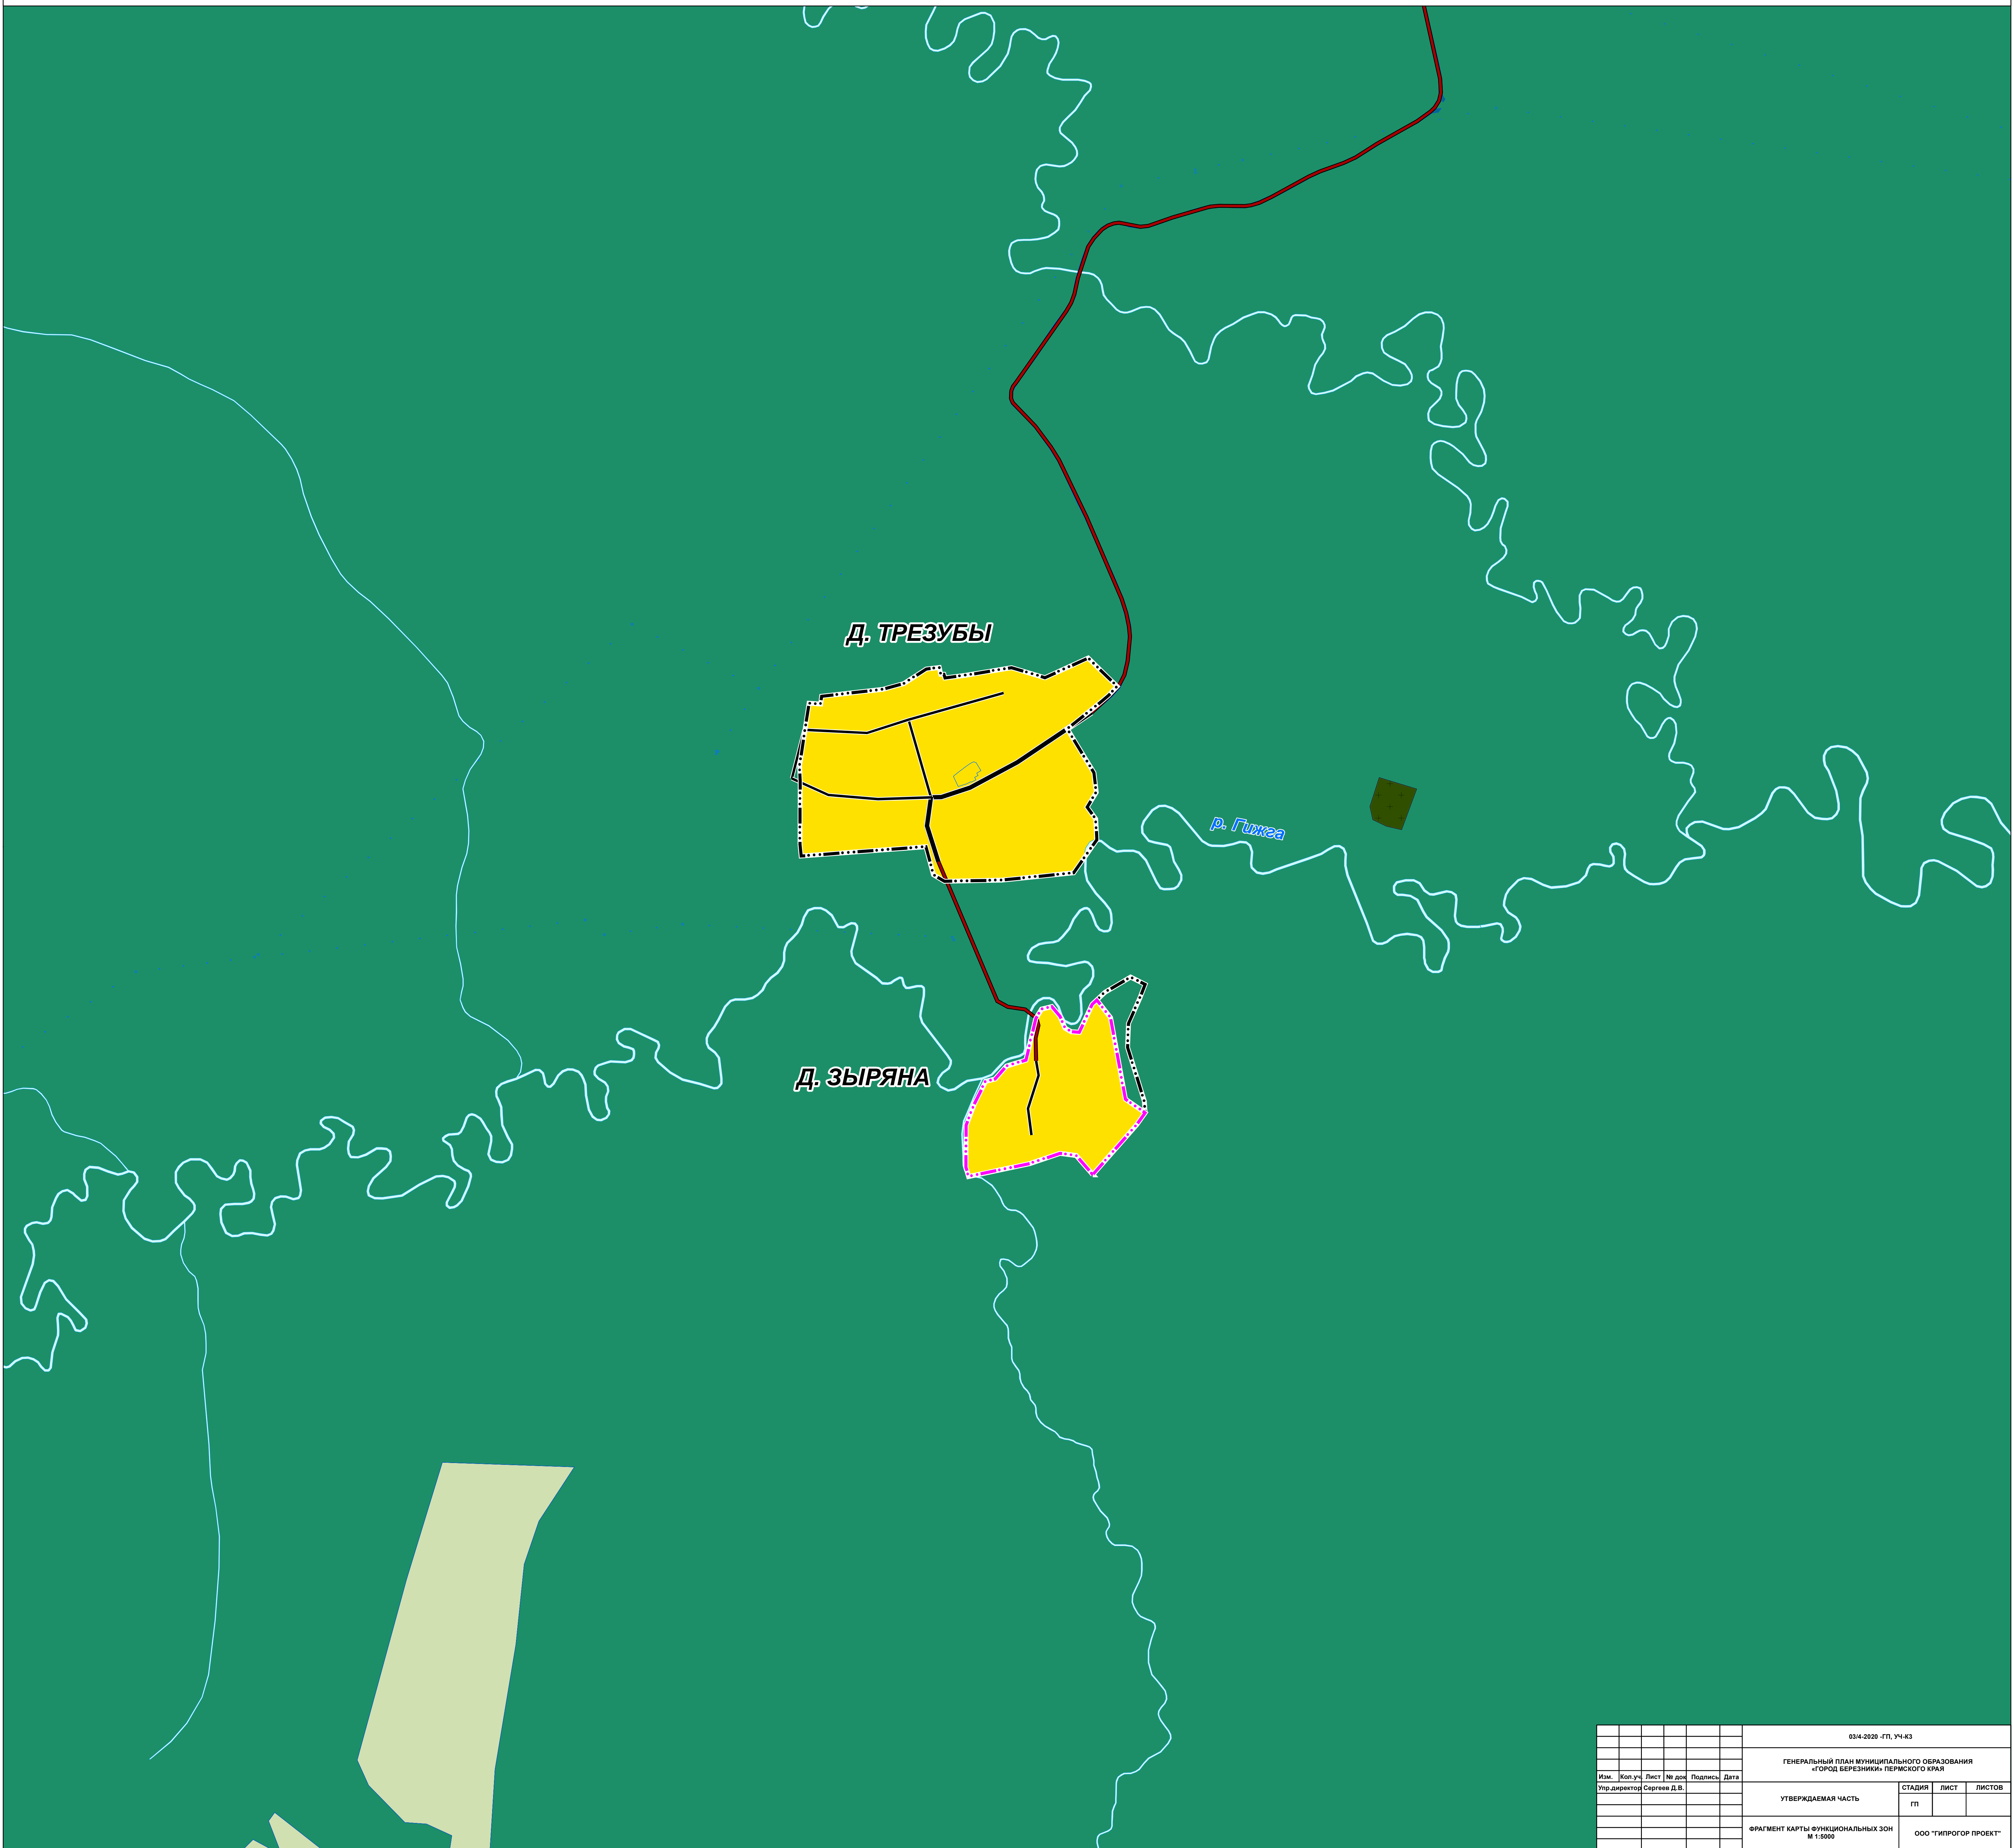 Д. ТРЕЗУБЫ
р. Гижга
Д. ЗЫРЯНА
03/4-2020 -ГП, УЧ-КЗ
ГЕНЕРАЛЬНЫЙ ПЛАН МУНИЦИПАЛЬНОГО ОБРАЗОВАНИЯ
«ГОРОД БЕРЕЗНИКИ» ПЕРМСКОГО КРАЯ
Изм. Кол.уч Лист № док Подпись Дата
Упр.директор Сергеев Д.В.
УТВЕРЖДАЕМАЯ ЧАСТЬ
СТАДИЯ ЛИСТ ЛИСТОВ
ГП
ФРАГМЕНТ КАРТЫ ФУНКЦИОНАЛЬНЫХ ЗОН
М 1:5000
ООО "ГИПРОГОР ПРОЕКТ"